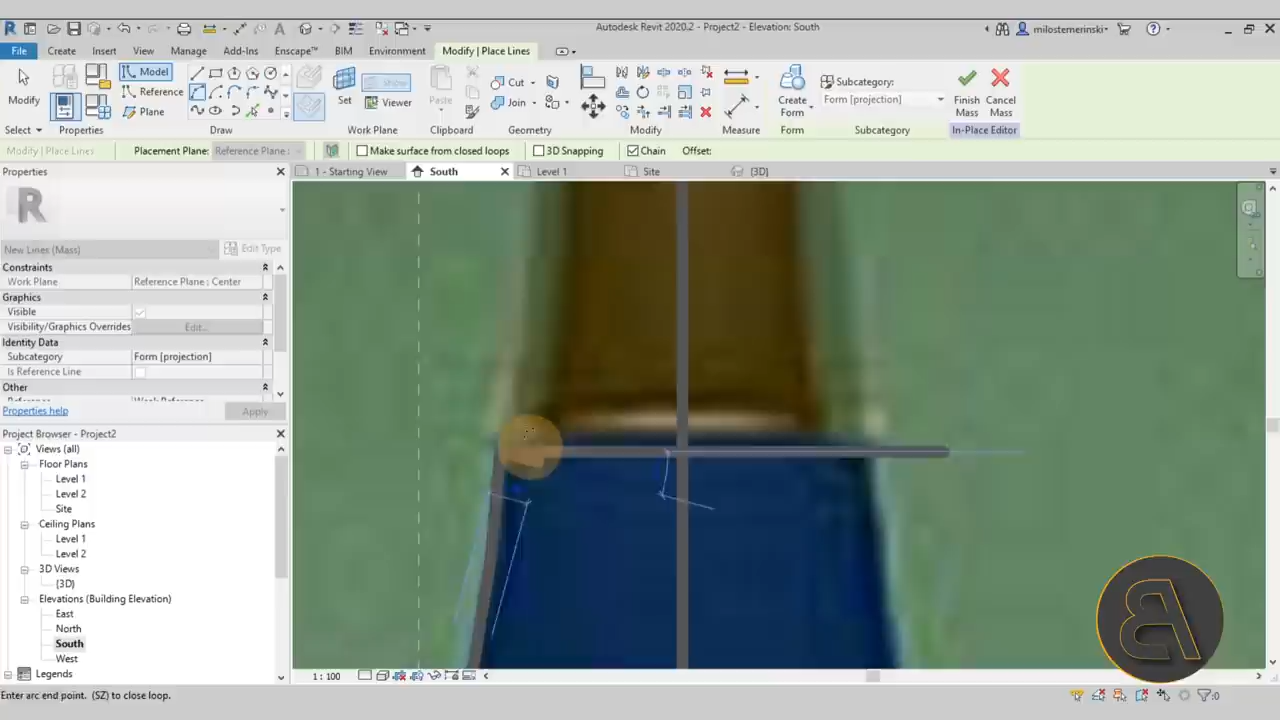 Autodesk Revit 2020.2 - Project2 - Elevation: South
milostemerinski
File Create Insert View Manage Add-Ins Enscape™ BIM Environment Modify | Place Lines
Modify
Model
Reference
Plane
Set
Show
Viewer
Paste
Cut
Join
Create Form
Subcategory:
Form [projection]
Finish Mass
Cancel Mass
Select Properties Draw Work Plane Clipboard Geometry Modify Measure Form Subcategory In-Place Editor
Modify | Place Lines Placement Plane: Reference Plane : Make surface from closed loops 3D Snapping Chain Offset:
Properties
1 - Starting View South Level 1 Site {3D}
New Lines (Mass) Edit Type
Constraints
Work Plane Reference Plane : Center
Graphics
Visible
Visibility/Graphics Overrides Edit...
Identity Data
Subcategory Form [projection]
Is Reference Line
Other
Properties help Apply
Project Browser - Project2
Views (all)
Floor Plans
Level 1
Level 2
Site
Ceiling Plans
Level 1
Level 2
3D Views
{3D}
Elevations (Building Elevation)
East
North
South
West
Legends
1 : 100
Enter arc end point. (SZ) to close loop.
:0